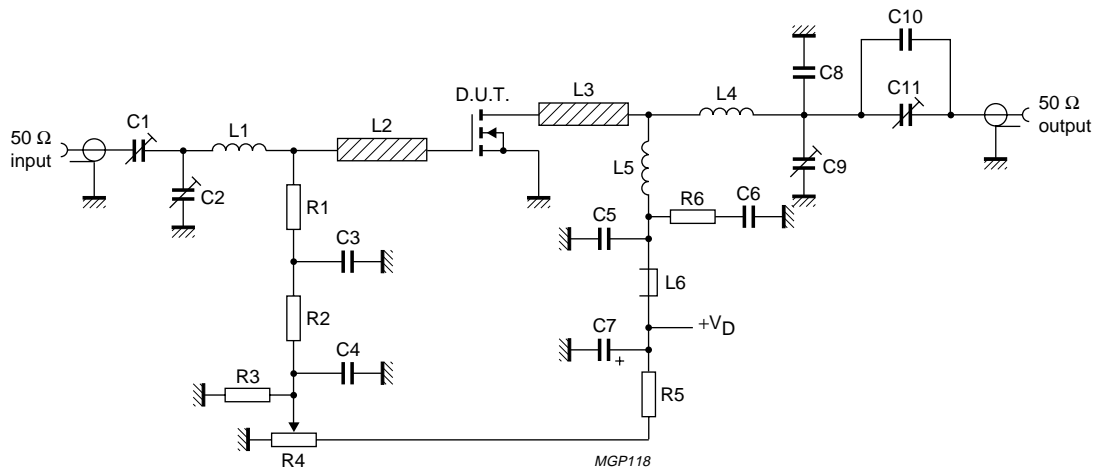 C10
C8
C11
L4
L3
D.U.T.
50 Ω
output
50 Ω
input
C1
L1
L2
C2
C9
L5
R6
C6
R1
C5
C3
L6
R2
C7
+V_D
C4
+
R3
R5
R4
MGP118